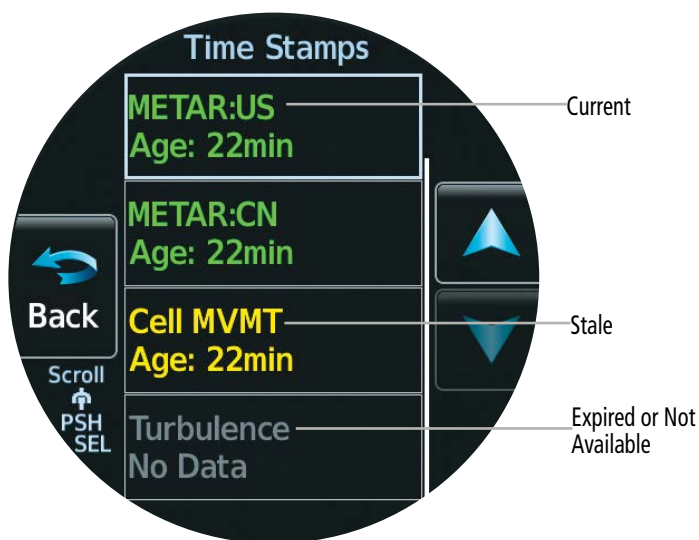 Time Stamps
METAR:US
Age: 22min
Current
METAR:CN
Age: 22min
Back
Cell MVMT
Age: 22min
Stale
Scroll
PSH
SEL
Turbulence
No Data
Expired or Not
Available